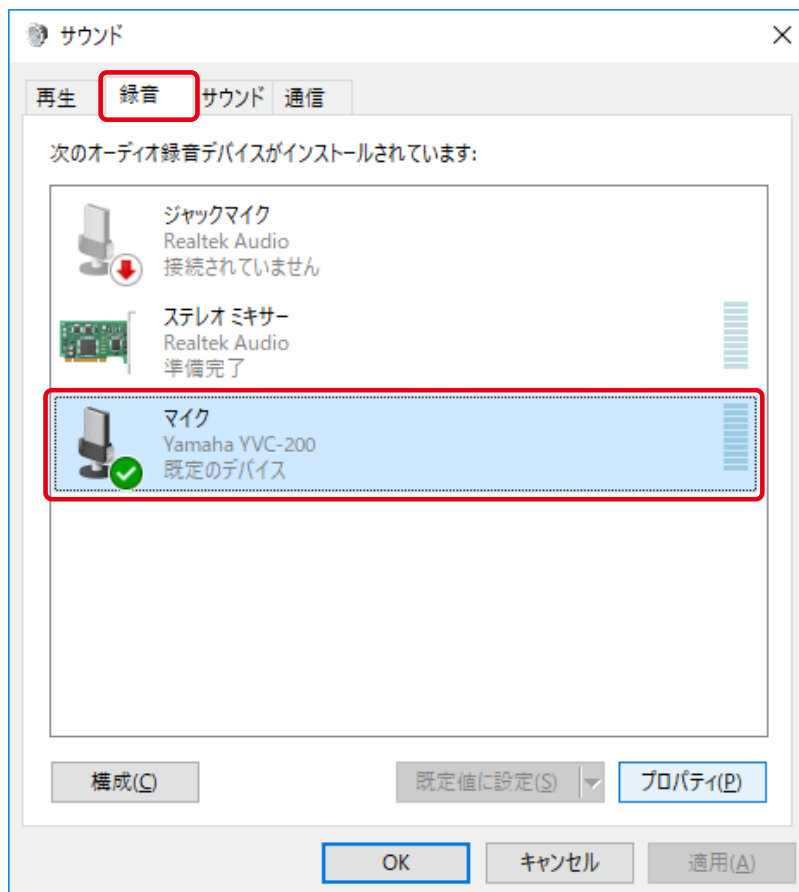 サウンド
再生 録音 サウンド 通信
次のオーディオ録音デバイスがインストールされています:
ジャックマイク
Realtek Audio
接続されていません
ステレオ ミキサー
Realtek Audio
準備完了
マイク
Yamaha YVC-200
既定のデバイス
構成(C) 既定値に設定(S) プロパティ(P)
OK キャンセル 適用(A)